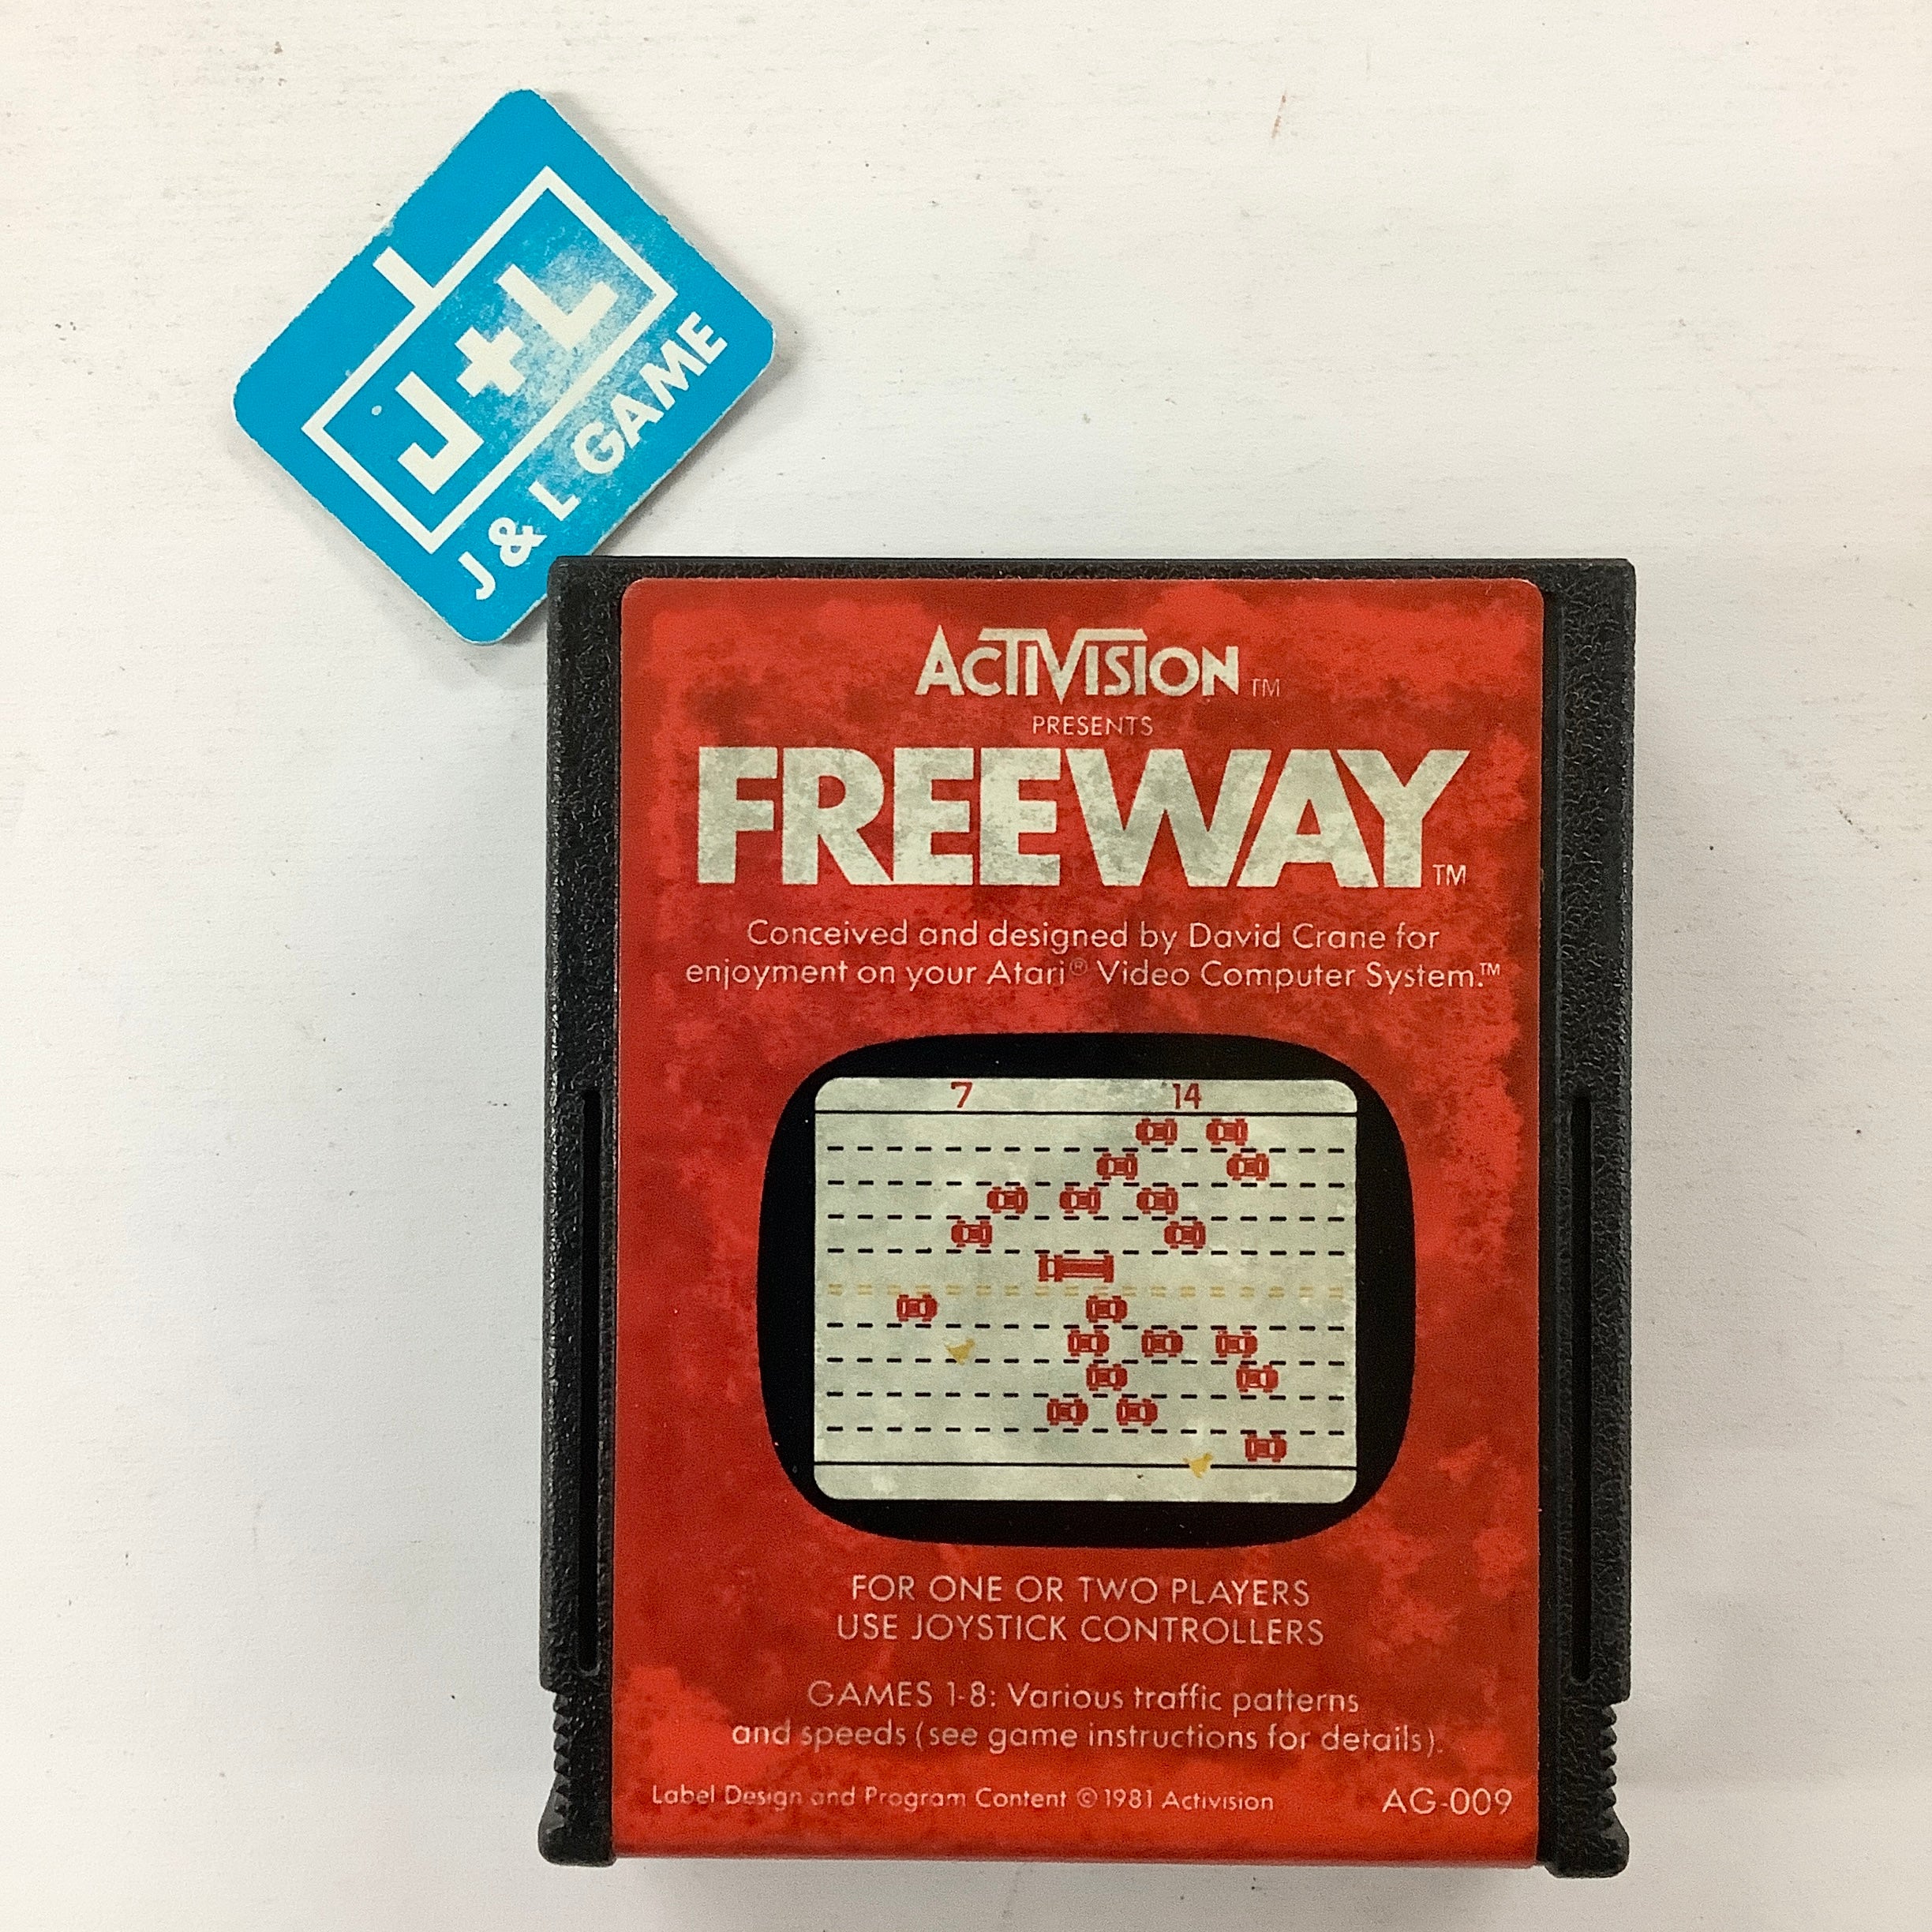 J+L
J & L GAME
ACTIVISION™
PRESENTS
FREEWAY™
Conceived and designed by David Crane for
enjoyment on your Atari® Video Computer System.™
7 14
FOR ONE OR TWO PLAYERS
USE JOYSTICK CONTROLLERS
GAMES 1-8: Various traffic patterns
and speeds (see game instructions for details).
Label Design and Program Content © 1981 Activision AG-009